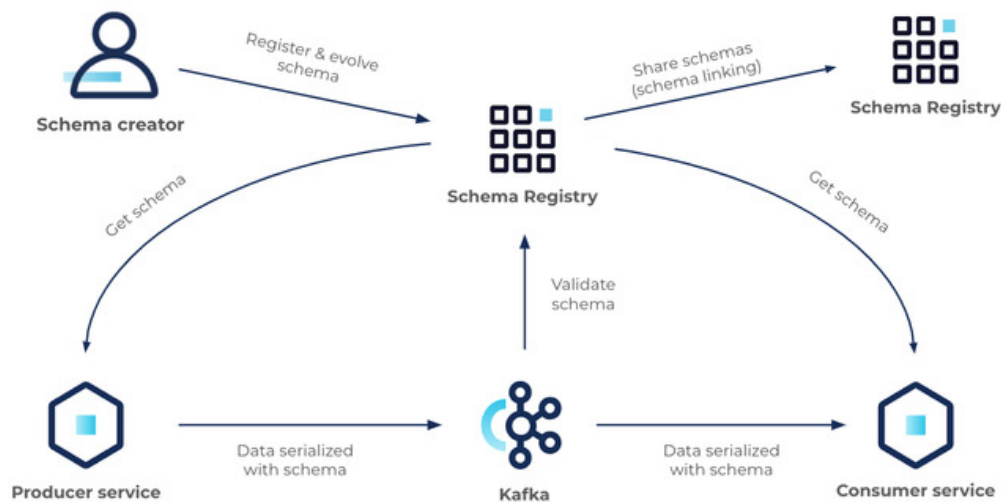 Register & evolve
schema
Share schemas
(schema linking)
Schema creator
Schema Registry
Schema Registry
Get schema
Get schema
Validate
schema
Data serialized
with schema
Data serialized
with schema
Producer service
Kafka
Consumer service